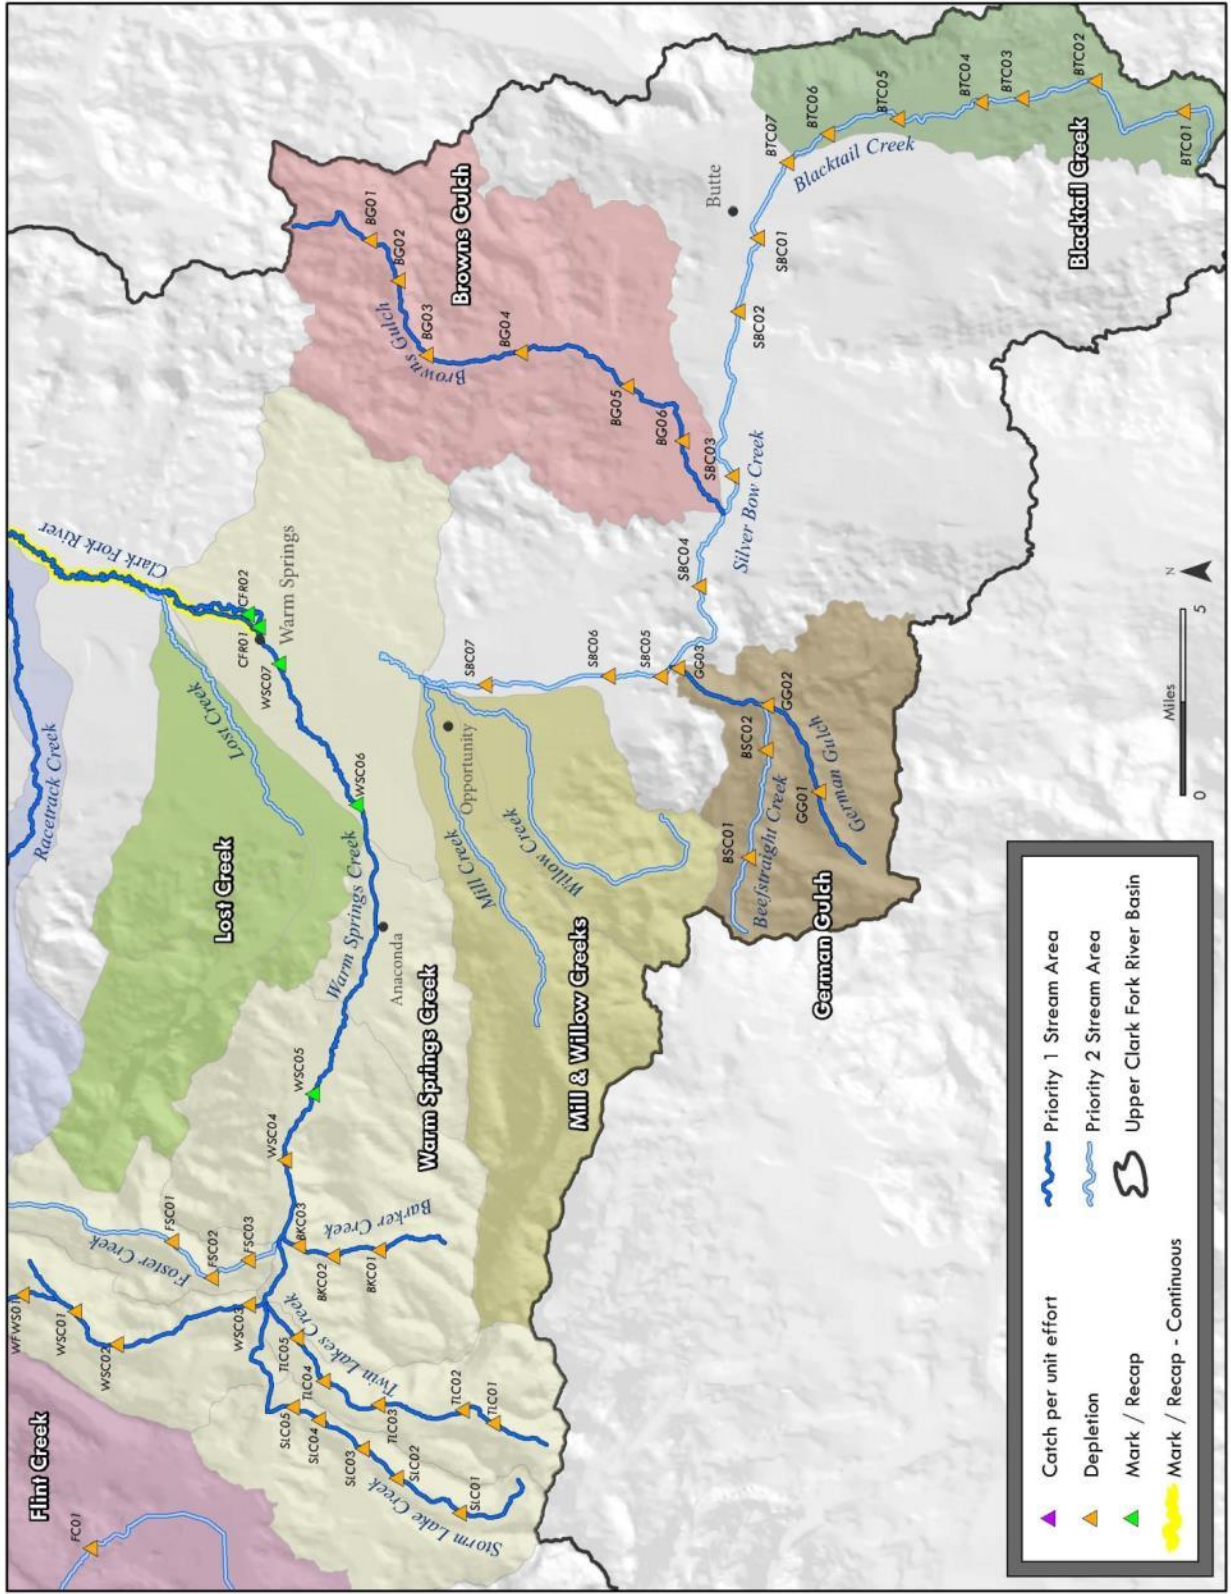 Flint Creek
FC01
WFWS01
WSC01
WSC02
WSC03
Foster Creek
FSC01
FSC02
FSC03
SLC05
SLC04
SLC03
SLC02
SLC01
Storm Lake Creek
TLC05
TLC04
TLC03
TLC02
TLC01
Twin Lakes Creek
BKC03
BKC02
BKC01
Barker Creek
WSC04
WSC05
Warm Springs Creek
Warm Springs Creek
Anaconda
WSC06
WSC07
Lost Creek
Lost Creek
Racetrack Creek
Clark Fork River
CFR01
CFR02
Warm Springs
Mill & Willow Creeks
Mill Creek
Willow Creek
Opportunity
SBC07
SBC06
SBC05
SBC04
SBC03
SBC02
SBC01
Silver Bow Creek
Browns Gulch
Browns Gulch
BG01
BG02
BG03
BG04
BG05
BG06
German Gulch
German Gulch
GG01
GG02
GG03
Beefstraight Creek
BSC01
BSC02
Butte
Blacktail Creek
Blacktail Creek
BTC07
BTC06
BTC05
BTC04
BTC03
BTC02
BTC01
Catch per unit effort
Depletion
Mark / Recap
Mark / Recap - Continuous
Priority 1 Stream Area
Priority 2 Stream Area
Upper Clark Fork River Basin
Miles
0 5
N